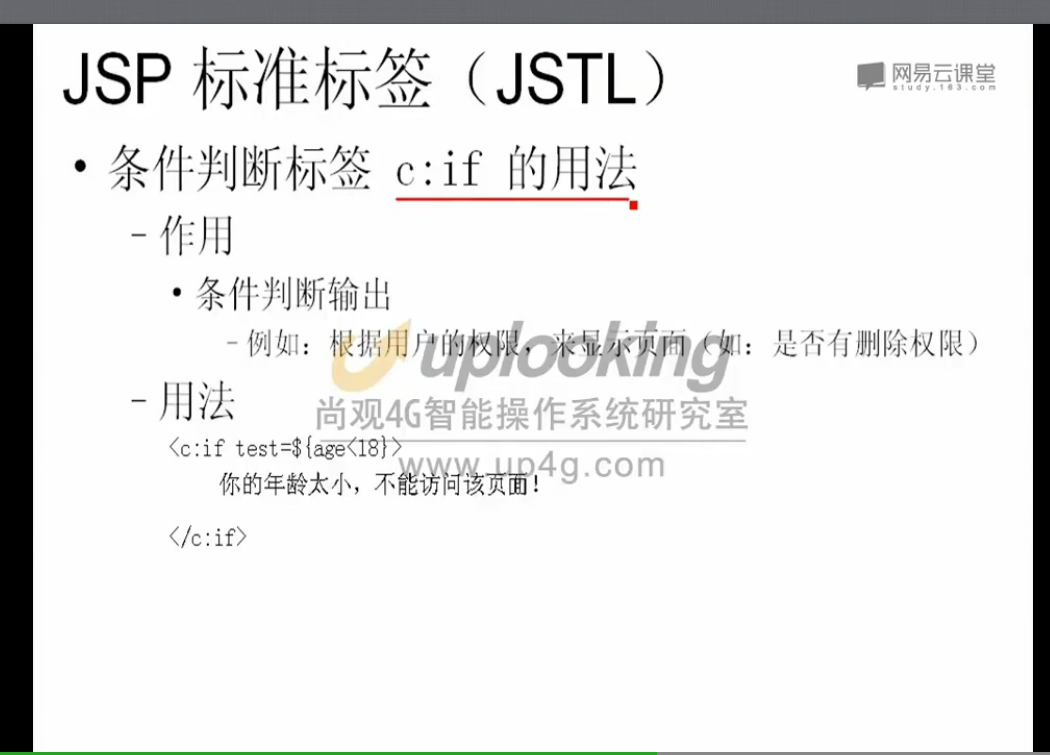 JSP 标准标签（JSTL）
网易云课堂
study.163.com
• 条件判断标签 c:if 的用法
– 作用
• 条件判断输出
– 例如：根据用户的权限，来显示页面（如：是否有删除权限）
uplooking
– 用法
尚观4G智能操作系统研究室
<c:if test=${age<18}>
www.up4g.com
你的年龄太小，不能访问该页面！
</c:if>